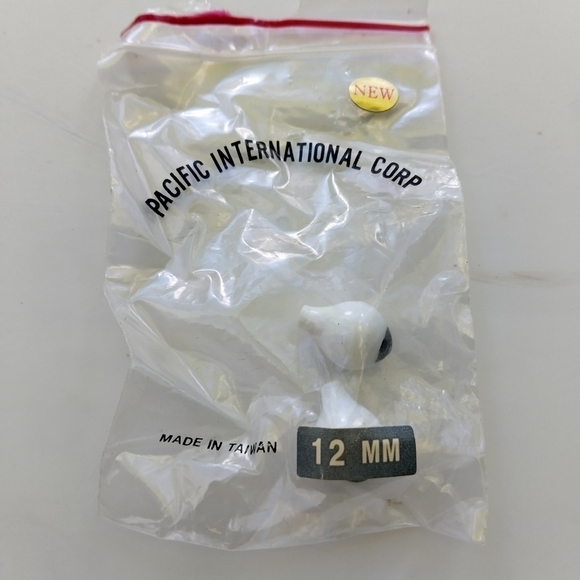 NEW
PACIFIC INTERNATIONAL CORP
MADE IN TAIWAN
12 MM